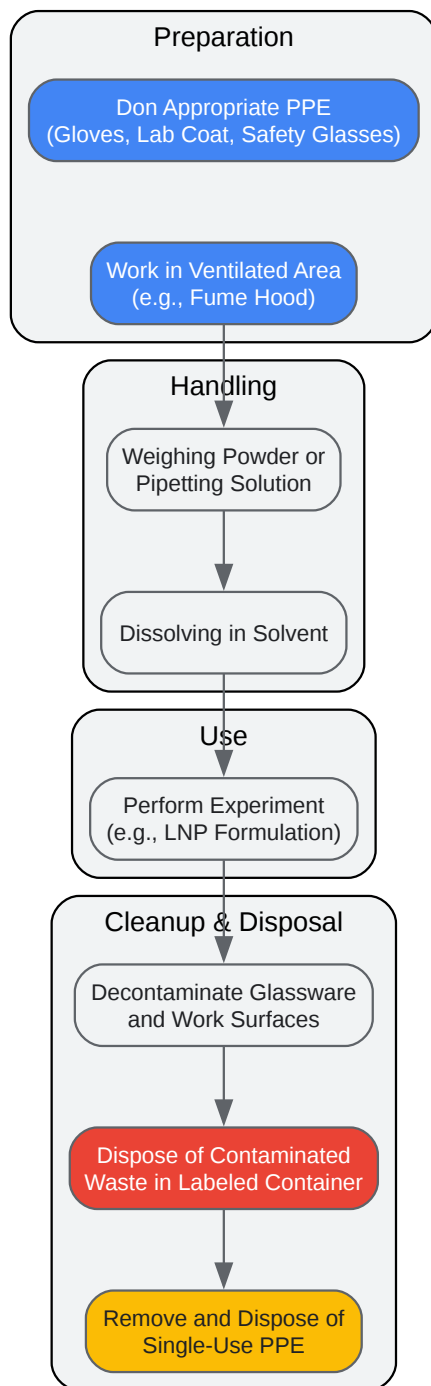 Preparation
Don Appropriate PPE
(Gloves, Lab Coat, Safety Glasses)
Work in Ventilated Area
(e.g., Fume Hood)
Handling
Weighing Powder or
Pipetting Solution
Dissolving in Solvent
Use
Perform Experiment
(e.g., LNP Formulation)
Cleanup & Disposal
Decontaminate Glassware
and Work Surfaces
Dispose of Contaminated
Waste in Labeled Container
Remove and Dispose of
Single-Use PPE